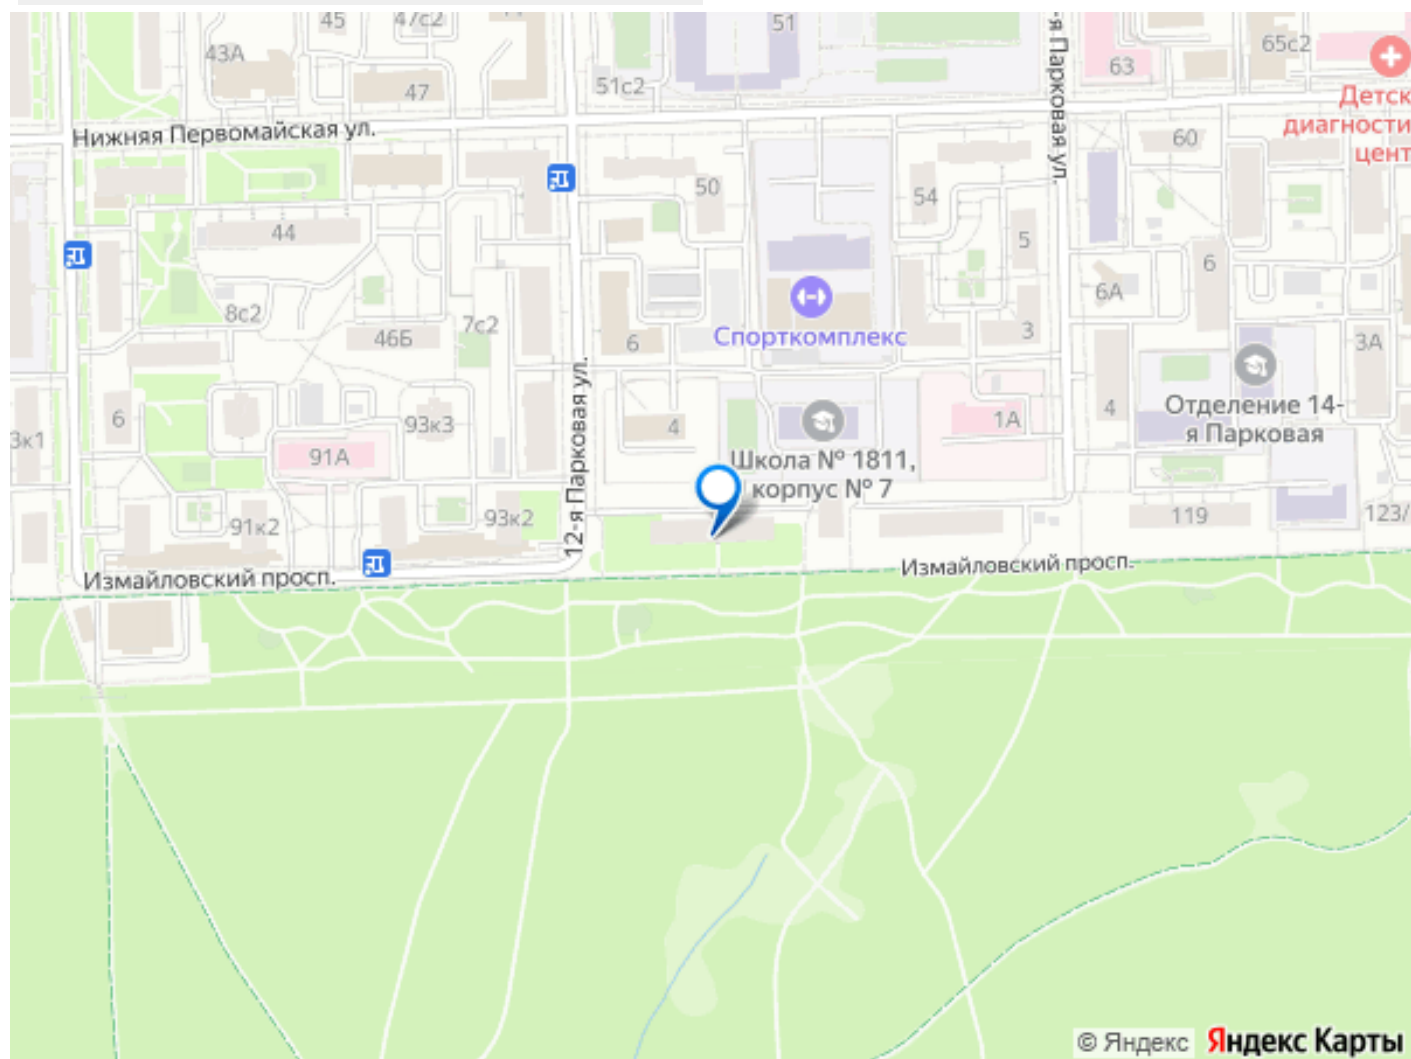 45
47с2
51
43А
65с2
63
51с2
47
Детск
диагности
цент
Нижняя Первомайская ул.
-я Парковая ул.
60
50
54
44
5
6
8с2
6А
46Б
7с2
6
Спорткомплекс
3
3А
12-я Парковая ул.
6
93к3
4
1А
4
Отделение 14-
я Парковая
3к1
91А
Школа № 1811,
корпус № 7
91к2
93к2
119
123/
Измайловский просп.
Измайловский просп.
© Яндекс Яндекс Карты